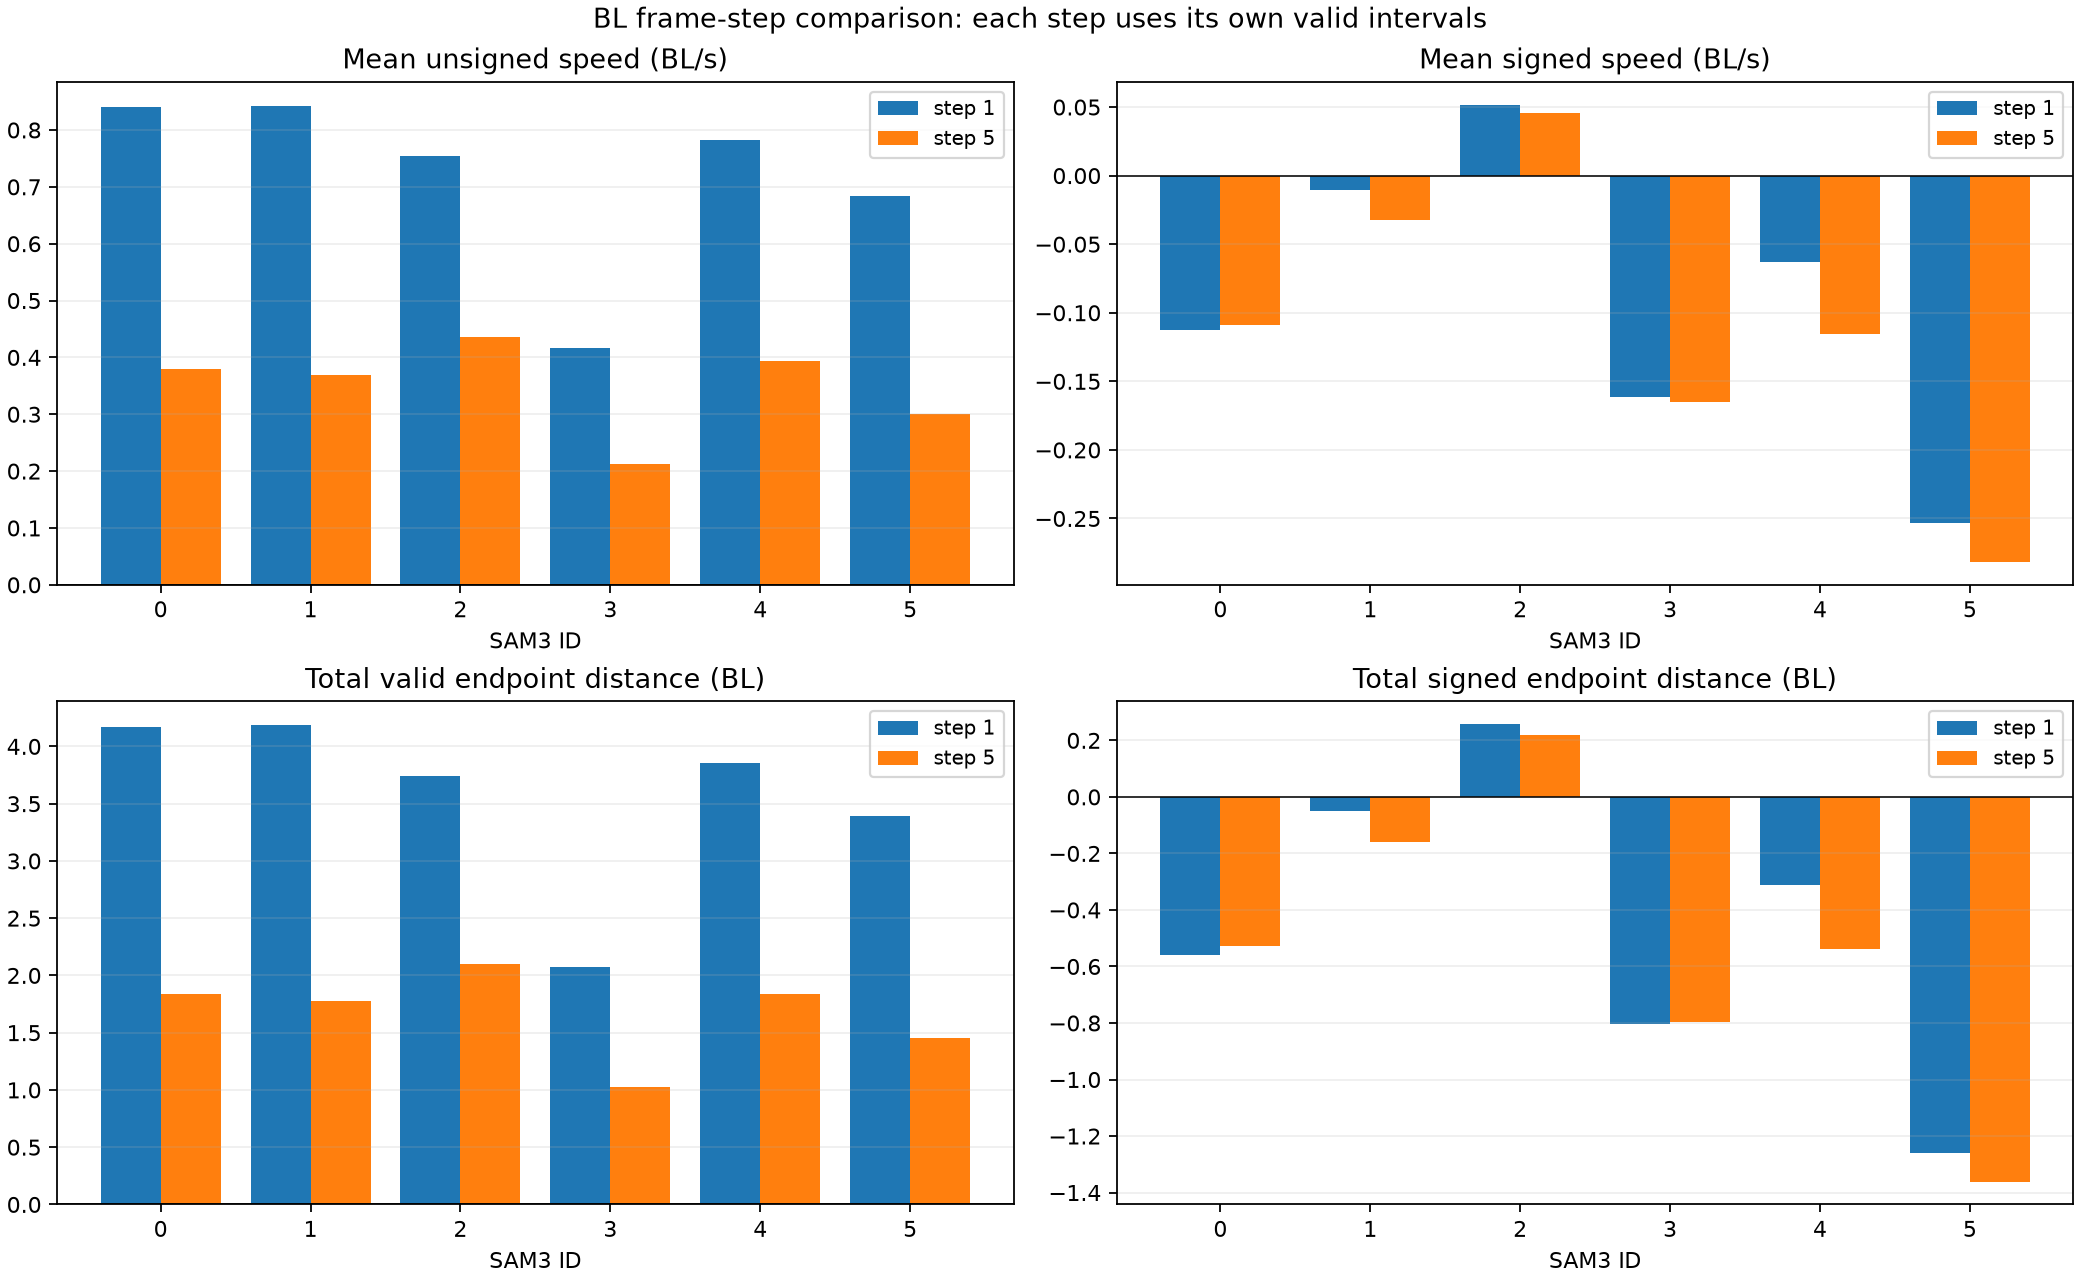 BL frame-step comparison: each step uses its own valid intervals
Mean unsigned speed (BL/s)
step 1
step 5
0.8
0.7
0.6
0.5
0.4
0.3
0.2
0.1
0.0
0 1 2 3 4 5
SAM3 ID
Mean signed speed (BL/s)
step 1
step 5
0.05
0.00
−0.05
−0.10
−0.15
−0.20
−0.25
0 1 2 3 4 5
SAM3 ID
Total valid endpoint distance (BL)
step 1
step 5
4.0
3.5
3.0
2.5
2.0
1.5
1.0
0.5
0.0
0 1 2 3 4 5
SAM3 ID
Total signed endpoint distance (BL)
step 1
step 5
0.2
0.0
−0.2
−0.4
−0.6
−0.8
−1.0
−1.2
−1.4
0 1 2 3 4 5
SAM3 ID